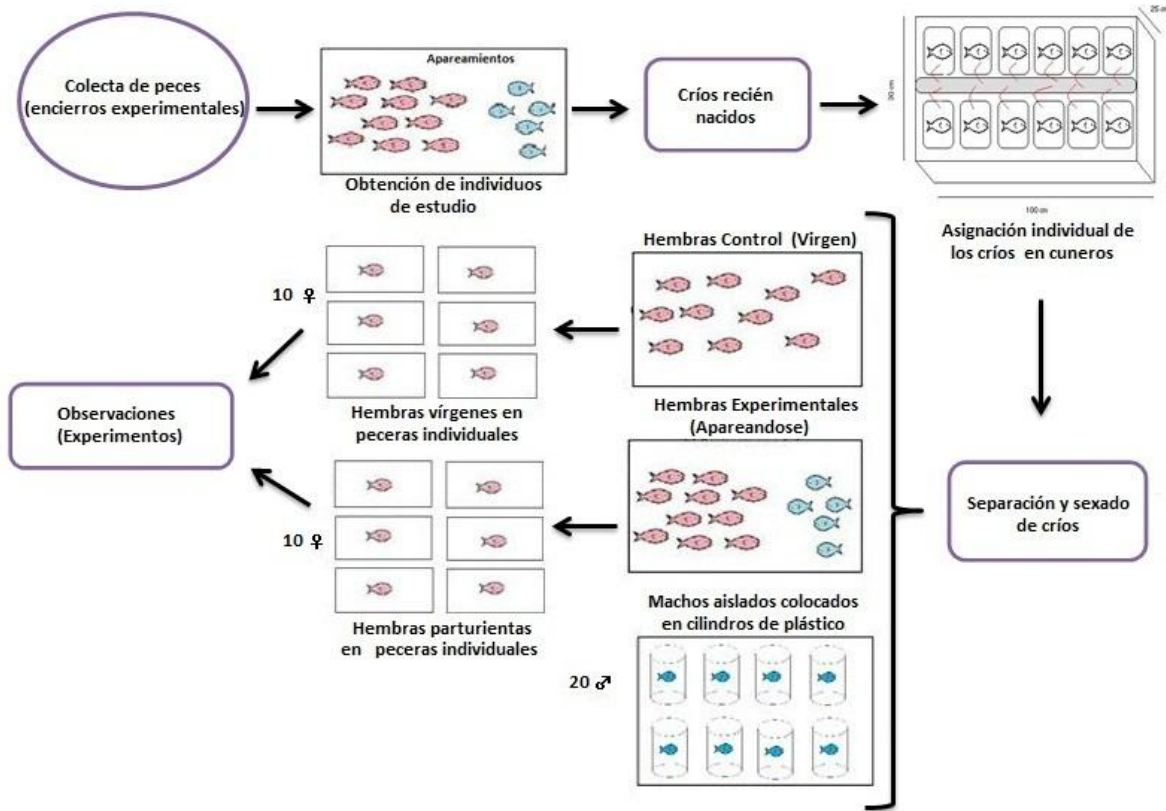 Colecta de peces
(encierros experimentales)
Apareamientos
Obtención de individuos
de estudio
Críos recién
nacidos
25 cm
100 cm
Asignación individual de
los críos en cuneros
Separación y sexado
de críos
Hembras Control (Virgen)
Hembras Experimentales
(Apareandose)
Machos aislados colocados
en cilindros de plástico
20 ♂
10 ♀
Hembras vírgenes en
peceras individuales
10 ♀
Hembras parturientas
en peceras individuales
Observaciones
(Experimentos)